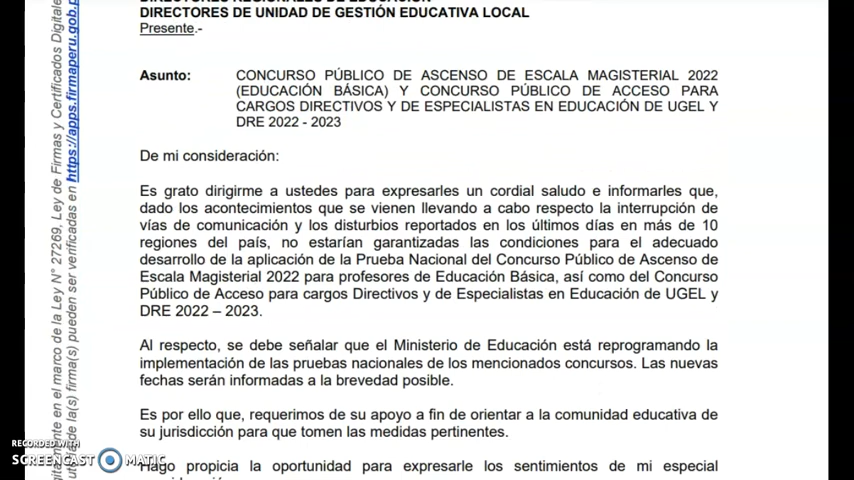 DIRECTORES REGIONALES DE EDUCACIÓN
DIRECTORES DE UNIDAD DE GESTIÓN EDUCATIVA LOCAL
Presente.-
Asunto: CONCURSO PÚBLICO DE ASCENSO DE ESCALA MAGISTERIAL 2022
(EDUCACIÓN BÁSICA) Y CONCURSO PÚBLICO DE ACCESO PARA
CARGOS DIRECTIVOS Y DE ESPECIALISTAS EN EDUCACIÓN DE UGEL Y
DRE 2022 - 2023
De mi consideración:
Es grato dirigirme a ustedes para expresarles un cordial saludo e informarles que,
dado los acontecimientos que se vienen llevando a cabo respecto la interrupción de
vías de comunicación y los disturbios reportados en los últimos días en más de 10
regiones del país, no estarían garantizadas las condiciones para el adecuado
desarrollo de la aplicación de la Prueba Nacional del Concurso Público de Ascenso de
Escala Magisterial 2022 para profesores de Educación Básica, así como del Concurso
Público de Acceso para cargos Directivos y de Especialistas en Educación de UGEL y
DRE 2022 – 2023.
Al respecto, se debe señalar que el Ministerio de Educación está reprogramando la
implementación de las pruebas nacionales de los mencionados concursos. Las nuevas
fechas serán informadas a la brevedad posible.
Es por ello que, requerimos de su apoyo a fin de orientar a la comunidad educativa de
su jurisdicción para que tomen las medidas pertinentes.
Hago propicia la oportunidad para expresarle los sentimientos de mi especial
en el marco de la Ley N° 27269, Ley de Firmas y Certificados
de la(s) firma(s) pueden ser verificadas en https://apps.firmaperu.gob.p
RECORDED WITH
SCREENCAST MATIC